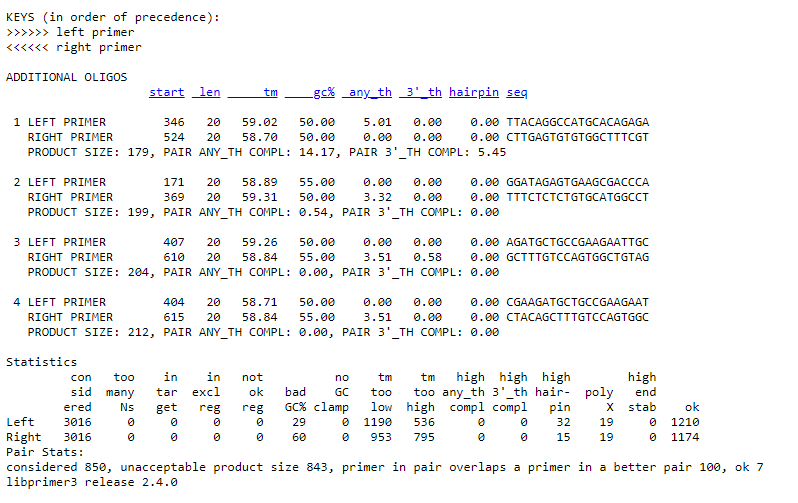 KEYS (in order of precedence):
>>>>>> left primer
<<<<<< right primer
ADDITIONAL OLIGOS
start len tm gc% any_th 3'_th hairpin seq
1 LEFT PRIMER 346 20 59.02 50.00 5.01 0.00 0.00 TTACAGGCCATGCACAGAGA
RIGHT PRIMER 524 20 58.70 50.00 0.00 0.00 0.00 CTTGAGTGTGTGGCTTTCGT
PRODUCT SIZE: 179, PAIR ANY_TH COMPL: 14.17, PAIR 3'_TH COMPL: 5.45
2 LEFT PRIMER 171 20 58.89 55.00 0.00 0.00 0.00 GGATAGAGTGAAGCGACCCA
RIGHT PRIMER 369 20 59.31 50.00 3.32 0.00 0.00 TTTCTCTCTGTGCATGGCCT
PRODUCT SIZE: 199, PAIR ANY_TH COMPL: 0.54, PAIR 3'_TH COMPL: 0.00
3 LEFT PRIMER 407 20 59.26 50.00 0.00 0.00 0.00 AGATGCTGCCGAAGAATTGC
RIGHT PRIMER 610 20 58.84 55.00 3.51 0.58 0.00 GCTTTGTCCAGTGGCTGTAG
PRODUCT SIZE: 204, PAIR ANY_TH COMPL: 0.00, PAIR 3'_TH COMPL: 0.00
4 LEFT PRIMER 404 20 58.71 50.00 0.00 0.00 0.00 CGAAGATGCTGCCGAAGAAT
RIGHT PRIMER 615 20 58.84 55.00 3.51 0.00 0.00 CTACAGCTTTGTCCAGTGGC
PRODUCT SIZE: 212, PAIR ANY_TH COMPL: 0.00, PAIR 3'_TH COMPL: 0.00
Statistics
con too in in not no tm tm high high high high
sid many tar excl ok bad GC too too any_th 3'_th hair- poly end
ered Ns get reg reg GC% clamp low high compl compl pin X stab ok
Left 3016 0 0 0 0 29 0 1190 536 0 0 32 19 0 1210
Right 3016 0 0 0 0 60 0 953 795 0 0 15 19 0 1174
Pair Stats:
considered 850, unacceptable product size 843, primer in pair overlaps a primer in a better pair 100, ok 7
libprimer3 release 2.4.0